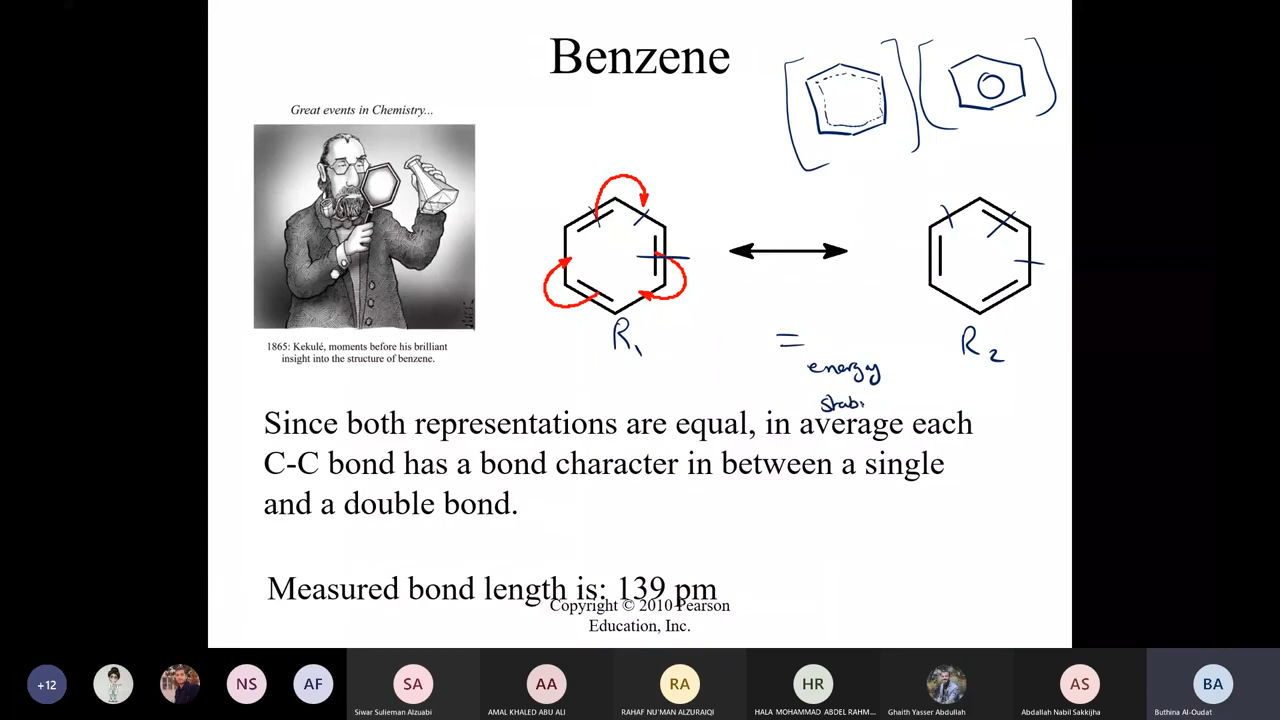 Benzene
Great events in Chemistry...
1865: Kekulé, moments before his brilliant
insight into the structure of benzene.
R1
=
R2
energy
stab.
Since both representations are equal, in average each
C-C bond has a bond character in between a single
and a double bond.
Measured bond length is: 139 pm
Copyright © 2010 Pearson
Education, Inc.
+12
NS
AF
SA
AA
RA
HR
AS
BA
Siwar Sulieman Alzuabi
AMAL KHALED ABU ALI
RAHAF NU'MAN ALZURAIQI
HALA MOHAMMAD ABDEL RAHM...
Ghaith Yasser Abdullah
Abdallah Nabil Sakkijha
Buthina Al-Oudat